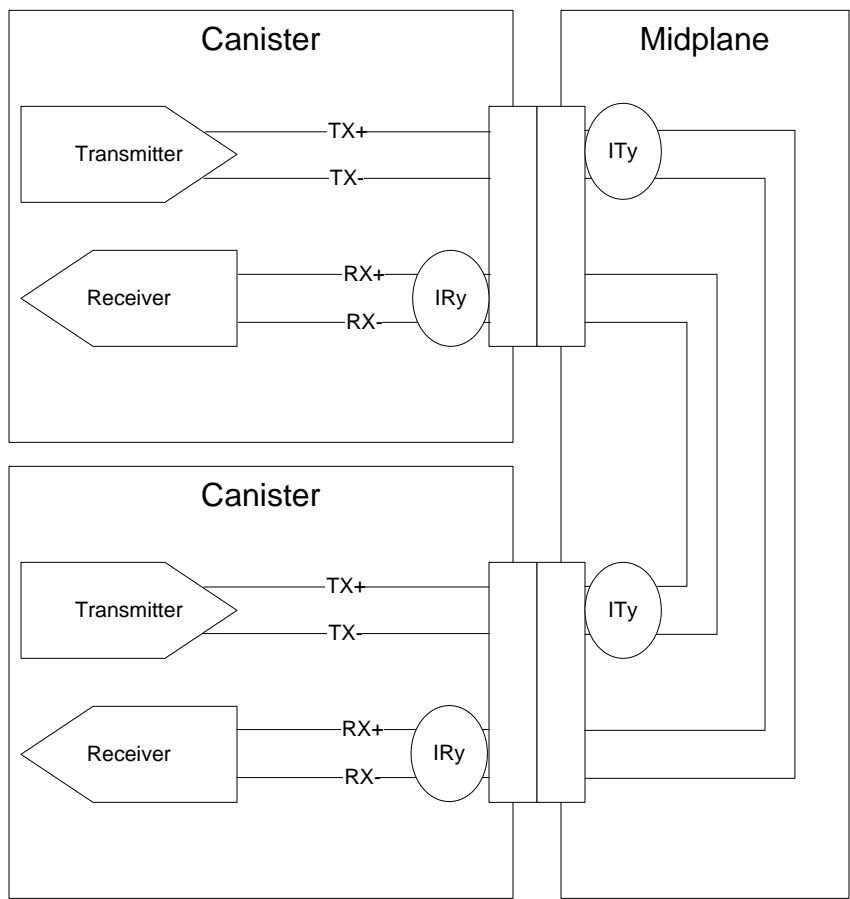 Canister
Midplane
Transmitter
TX+
TX-
ITy
Receiver
RX+
RX-
IRy
Canister
Transmitter
TX+
TX-
ITy
Receiver
RX+
RX-
IRy